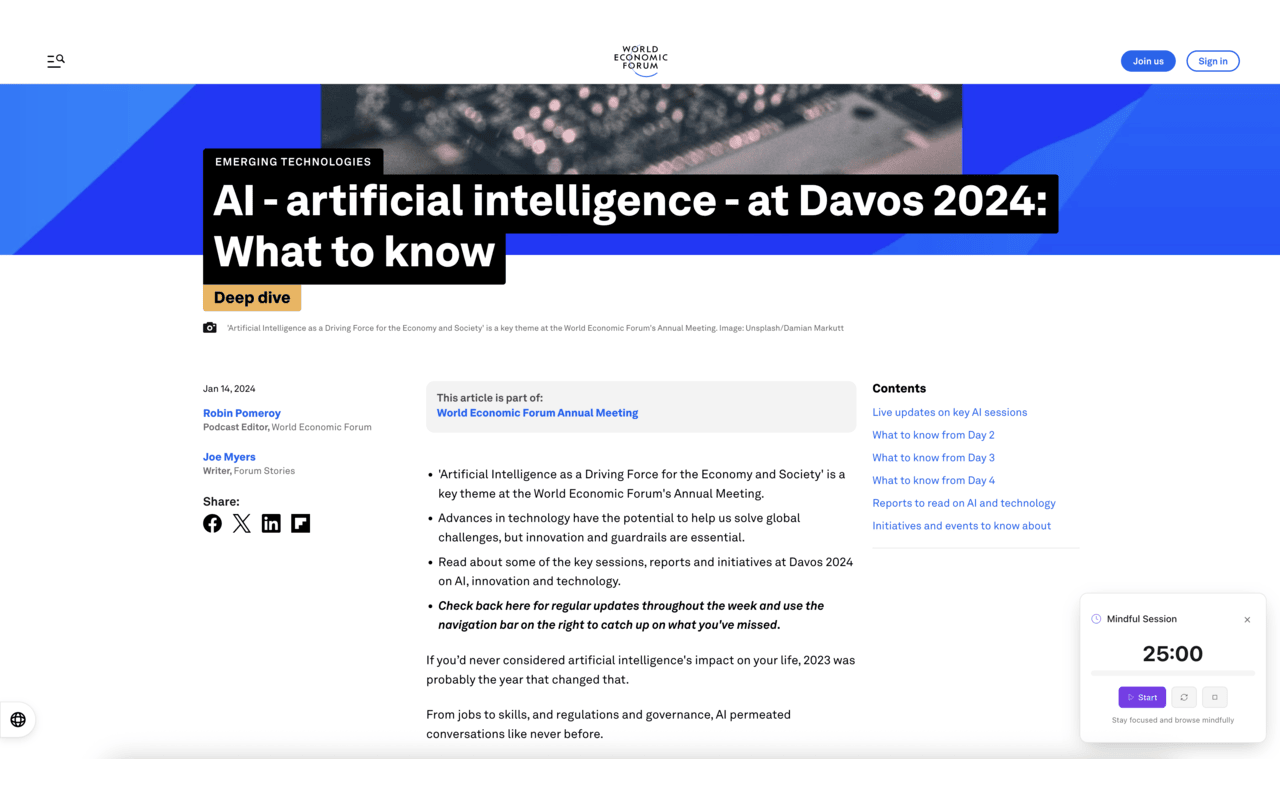 WORLD
ECONOMIC
FORUM
Join us
Sign in
EMERGING TECHNOLOGIES
AI - artificial intelligence - at Davos 2024:
What to know
Deep dive
'Artificial Intelligence as a Driving Force for the Economy and Society' is a key theme at the World Economic Forum's Annual Meeting. Image: Unsplash/Damian Markutt
Jan 14, 2024
Robin Pomeroy
Podcast Editor, World Economic Forum
Joe Myers
Writer, Forum Stories
Share:
This article is part of:
World Economic Forum Annual Meeting
• 'Artificial Intelligence as a Driving Force for the Economy and Society' is a
key theme at the World Economic Forum's Annual Meeting.
• Advances in technology have the potential to help us solve global
challenges, but innovation and guardrails are essential.
• Read about some of the key sessions, reports and initiatives at Davos 2024
on AI, innovation and technology.
• Check back here for regular updates throughout the week and use the
navigation bar on the right to catch up on what you've missed.
If you'd never considered artificial intelligence's impact on your life, 2023 was
probably the year that changed that.
From jobs to skills, and regulations and governance, AI permeated
conversations like never before.
Contents
Live updates on key AI sessions
What to know from Day 2
What to know from Day 3
What to know from Day 4
Reports to read on AI and technology
Initiatives and events to know about
Mindful Session
25:00
Start
Stay focused and browse mindfully